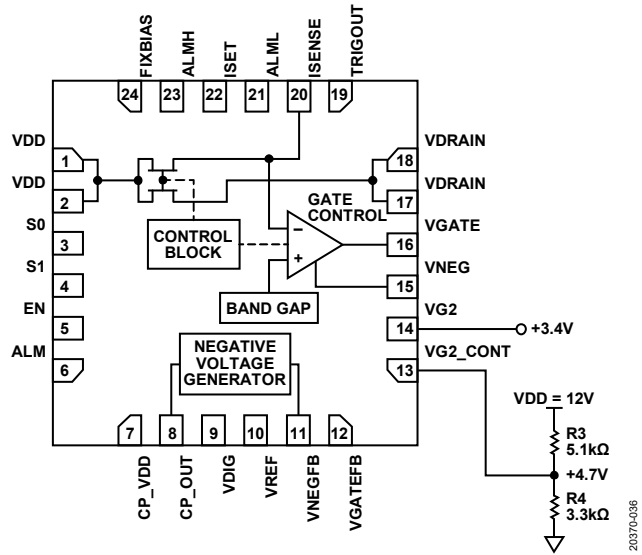 FIXBIAS
ALMH
ISET
ALML
ISENSE
TRIGOUT
24
23
22
21
20
19
VDD
1
VDD
2
S0
3
S1
4
EN
5
ALM
6
VDRAIN
18
VDRAIN
17
VGATE
16
VNEG
15
VG2
14
+3.4V
VG2_CONT
13
GATE
CONTROL
−
+
CONTROL
BLOCK
BAND GAP
NEGATIVE
VOLTAGE
GENERATOR
VDD = 12V
R3
5.1kΩ
+4.7V
R4
3.3kΩ
7
8
9
10
11
12
CP_VDD
CP_OUT
VDIG
VREF
VNEGFB
VGATEFB
20370-036